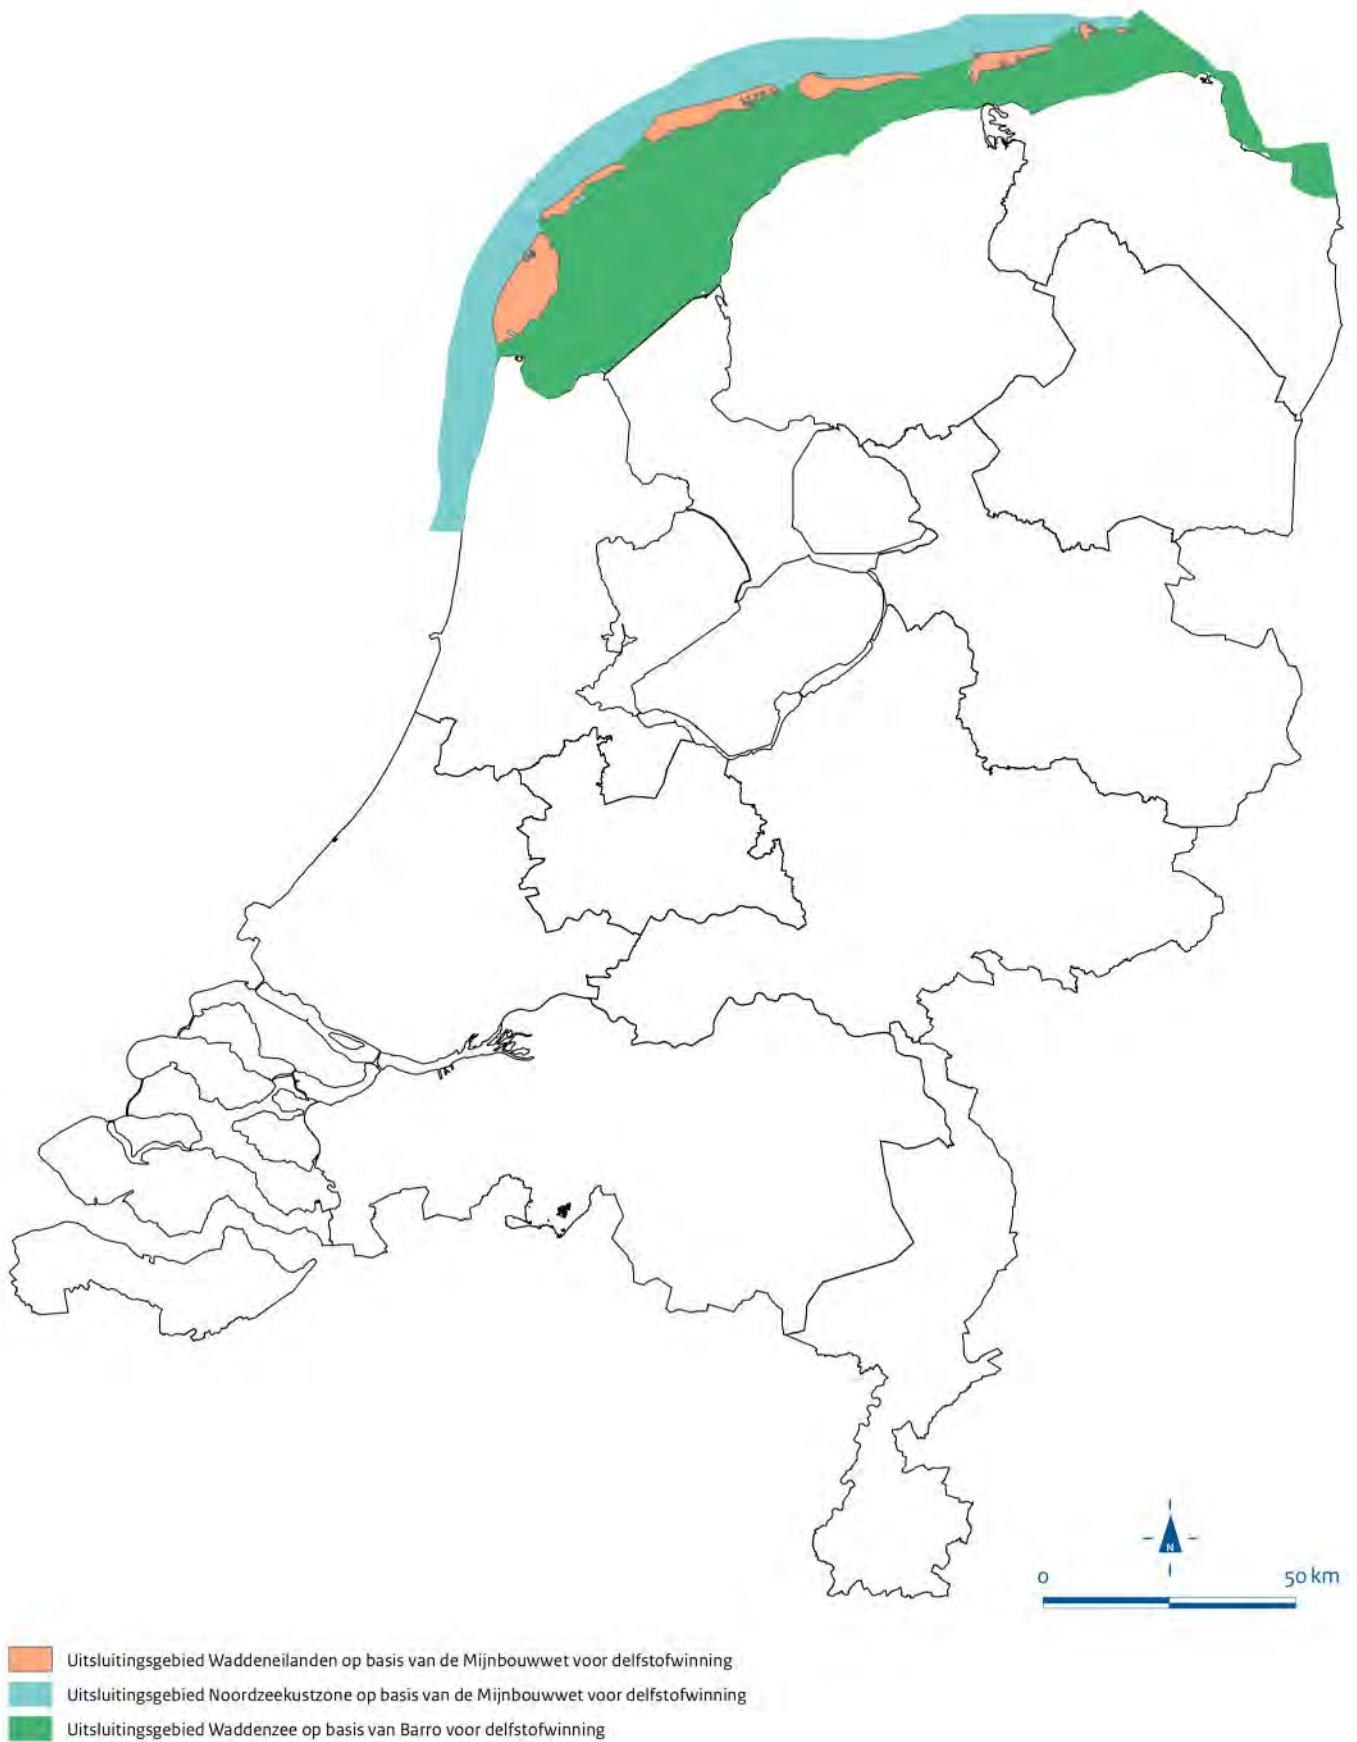 N
0 50 km
Uitsluitingsgebied Waddeneilanden op basis van de Mijnbouwwet voor delfstofwinning
Uitsluitingsgebied Noordzeekustzone op basis van de Mijnbouwwet voor delfstofwinning
Uitsluitingsgebied Waddenzee op basis van Barro voor delfstofwinning